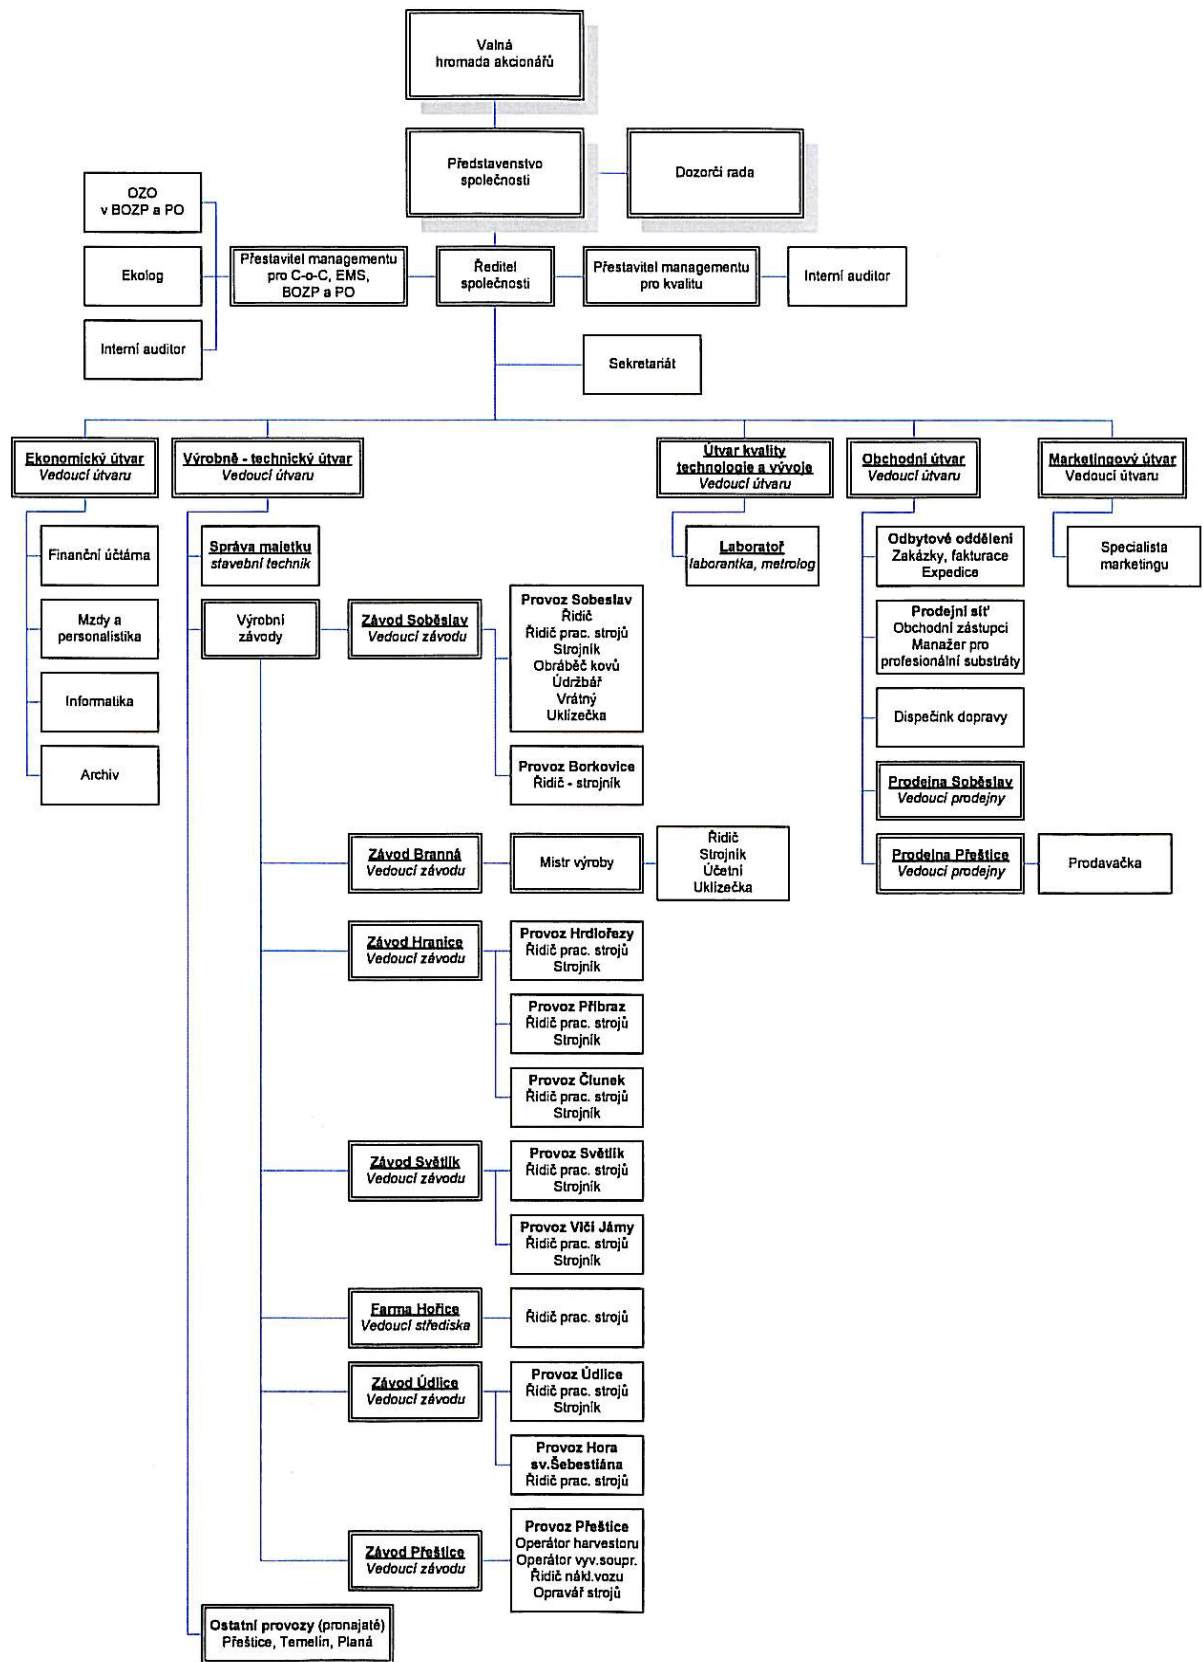 Valná
hromada akcionářů
Představenstvo
společnosti
Dozorčí rada
OZO
v BOZP a PO
Ekolog
Interní auditor
Přestavitel managementu
pro C-o-C, EMS,
BOZP a PO
Ředitel
společnosti
Přestavitel managementu
pro kvalitu
Interní auditor
Sekretariát
Ekonomický útvar
Vedoucí útvaru
Výrobně - technický útvar
Vedoucí útvaru
Útvar kvality
technologie a vývoje
Vedoucí útvaru
Obchodní útvar
Vedoucí útvaru
Marketingový útvar
Vedoucí útvaru
Finanční účtárna
Mzdy a
personalistika
Informatika
Archiv
Správa majetku
stavební technik
Výrobní
závody
Závod Soběslav
Vedoucí závodu
Provoz Sobeslav
Řidič
Řidič prac. strojů
Strojník
Obráběč kovů
Údržbář
Vrátný
Uklízečka
Provoz Borkovice
Řidič - strojník
Laboratoř
laborantka, metrolog
Odbytové oddělení
Zakázky, fakturace
Expedice
Prodejní síť
Obchodní zástupci
Manažer pro
profesionální substráty
Dispečink dopravy
Prodejna Soběslav
Vedoucí prodejny
Prodejna Přeštice
Vedoucí prodejny
Prodavačka
Specialista
marketingu
Závod Branná
Vedoucí závodu
Mistr výroby
Řidič
Strojník
Účetní
Uklízečka
Závod Hranice
Vedoucí závodu
Provoz Hrdlořezy
Řidič prac. strojů
Strojník
Provoz Příbraz
Řidič prac. strojů
Strojník
Provoz Člunek
Řidič prac. strojů
Strojník
Závod Světlík
Vedoucí závodu
Provoz Světlík
Řidič prac. strojů
Strojník
Provoz Vlčí Jámy
Řidič prac. strojů
Strojník
Farma Hořice
Vedoucí střediska
Řidič prac. strojů
Závod Údlice
Vedoucí závodu
Provoz Údlice
Řidič prac. strojů
Strojník
Provoz Hora
sv.Šebestiána
Řidič prac. strojů
Závod Přeštice
Vedoucí závodu
Provoz Přeštice
Operátor harvestoru
Operátor vyv.soupr.
Řidič nákl.vozu
Opravář strojů
Ostatní provozy (pronajaté)
Přeštice, Temelín, Planá